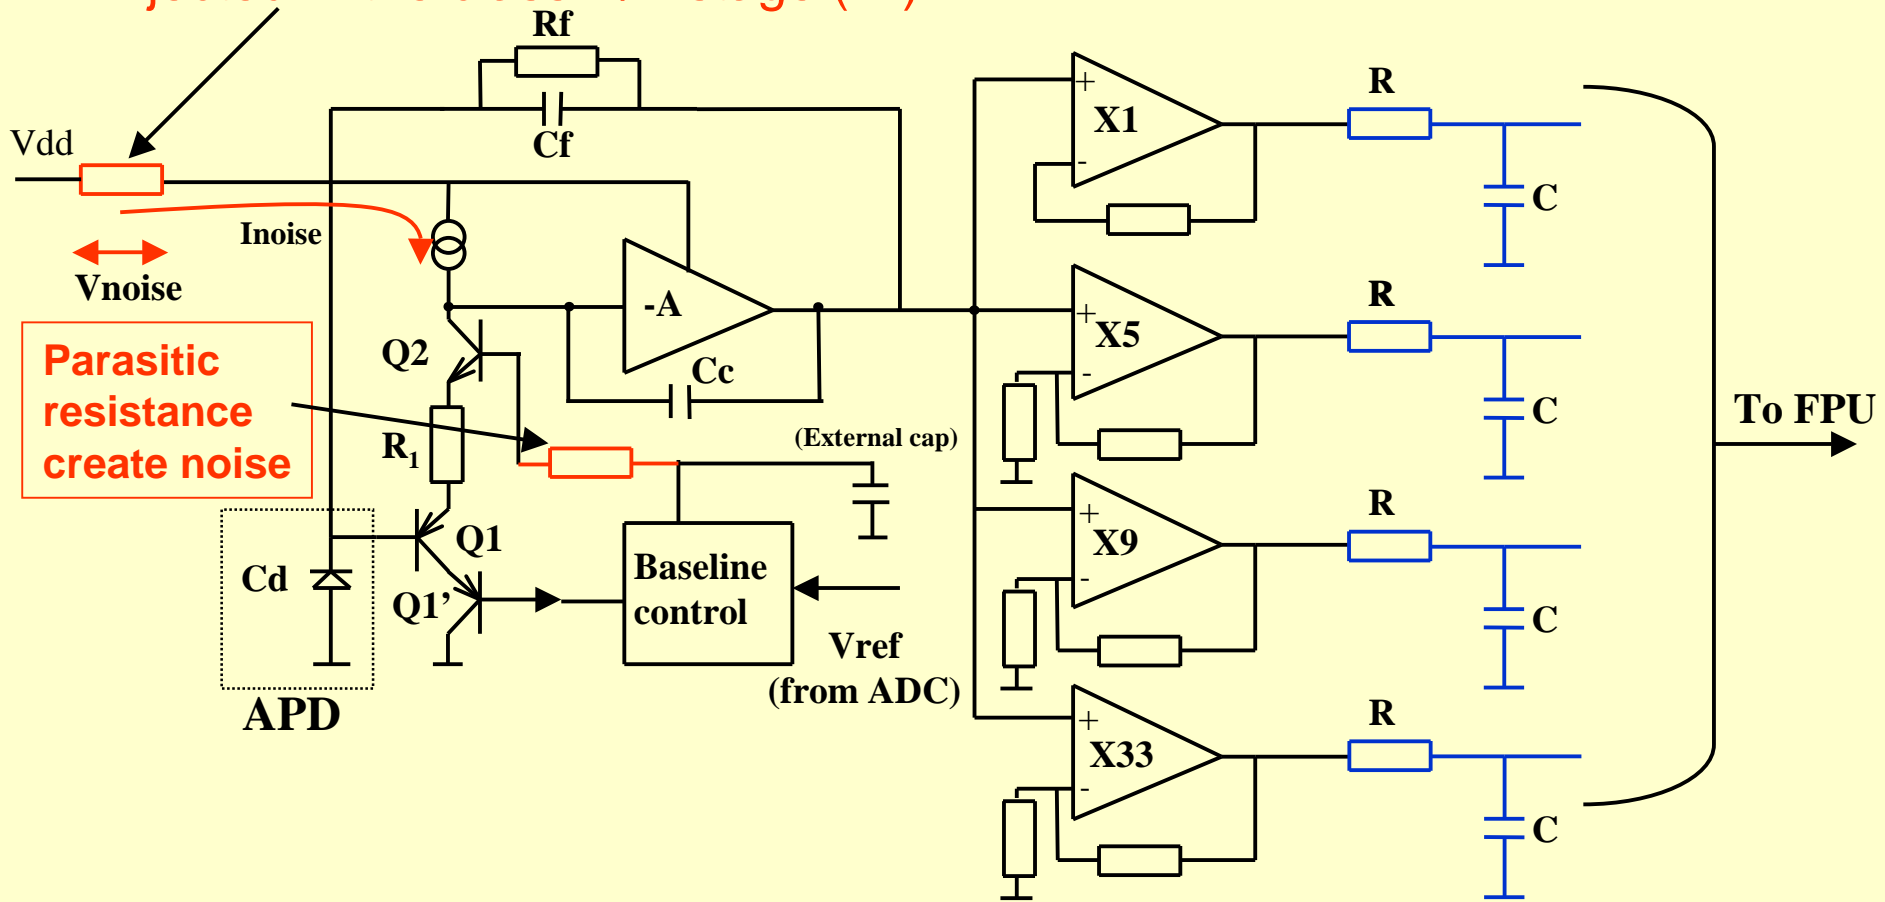 Rf
Cf
Vdd
Inoise
Vnoise
Parasitic
resistance
create noise
-A
Cc
Q2
R1
(External cap)
Q1
Q1’
Cd
APD
Baseline
control
Vref
(from ADC)
+
X1
-
R
C
+
X5
-
R
C
+
X9
-
R
C
+
X33
-
R
C
To FPU